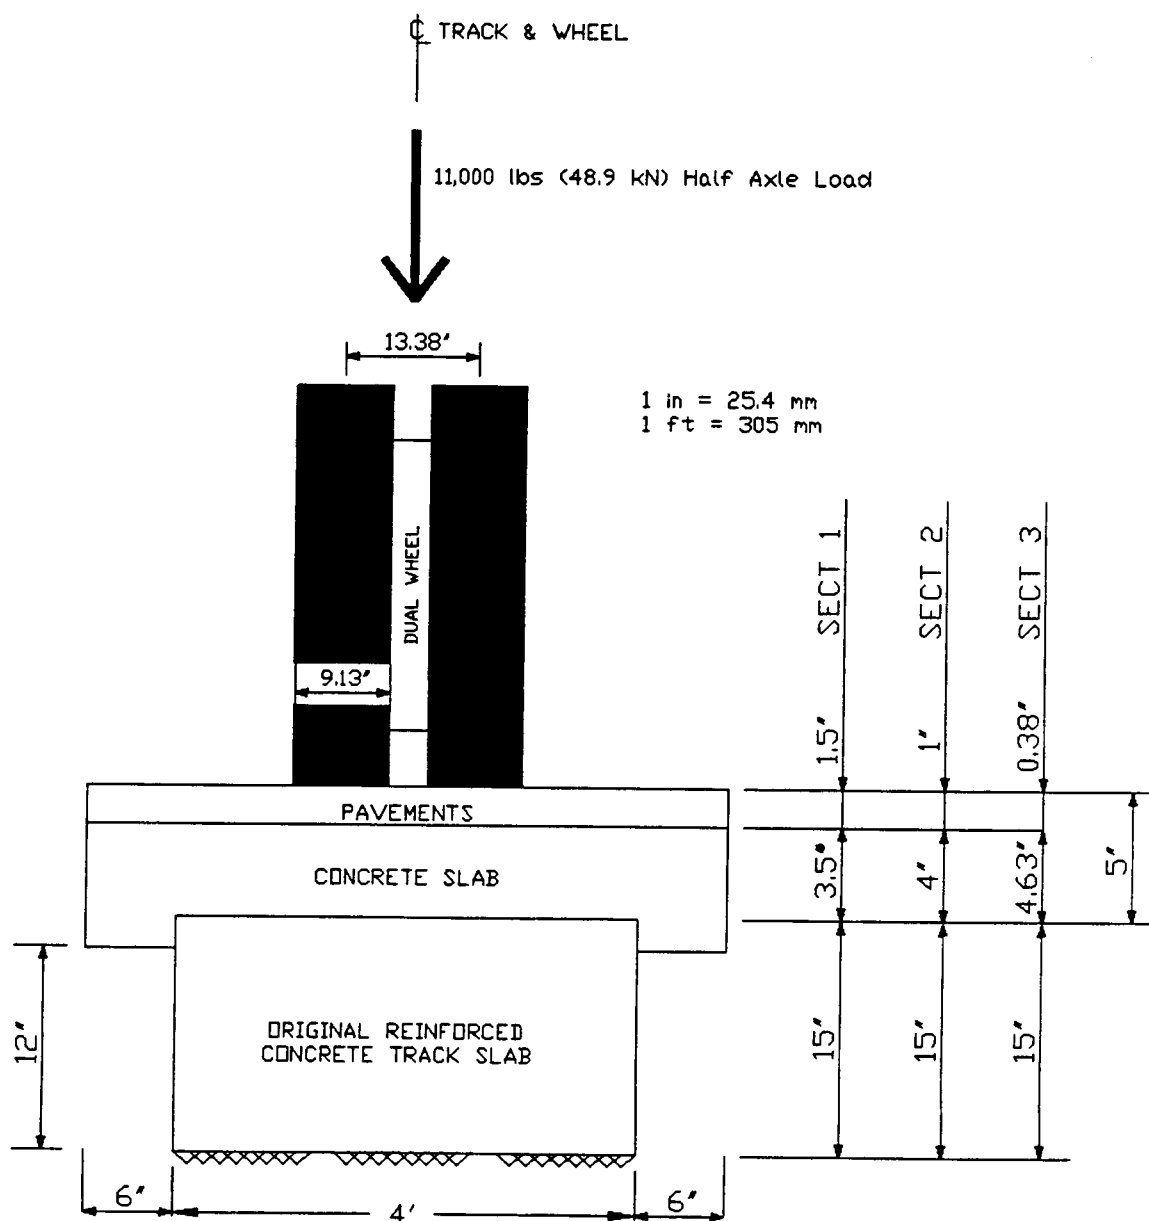 ℄ TRACK & WHEEL
11,000 lbs (48.9 kN) Half Axle Load
13.38"
1 in = 25.4 mm
1 ft = 305 mm
DUAL WHEEL
9.13"
SECT 1
SECT 2
SECT 3
1.5"
1"
0.38"
PAVEMENTS
CONCRETE SLAB
3.5"
4"
4.63"
5"
12"
ORIGINAL REINFORCED
CONCRETE TRACK SLAB
15"
15"
15"
6"
4'
6"